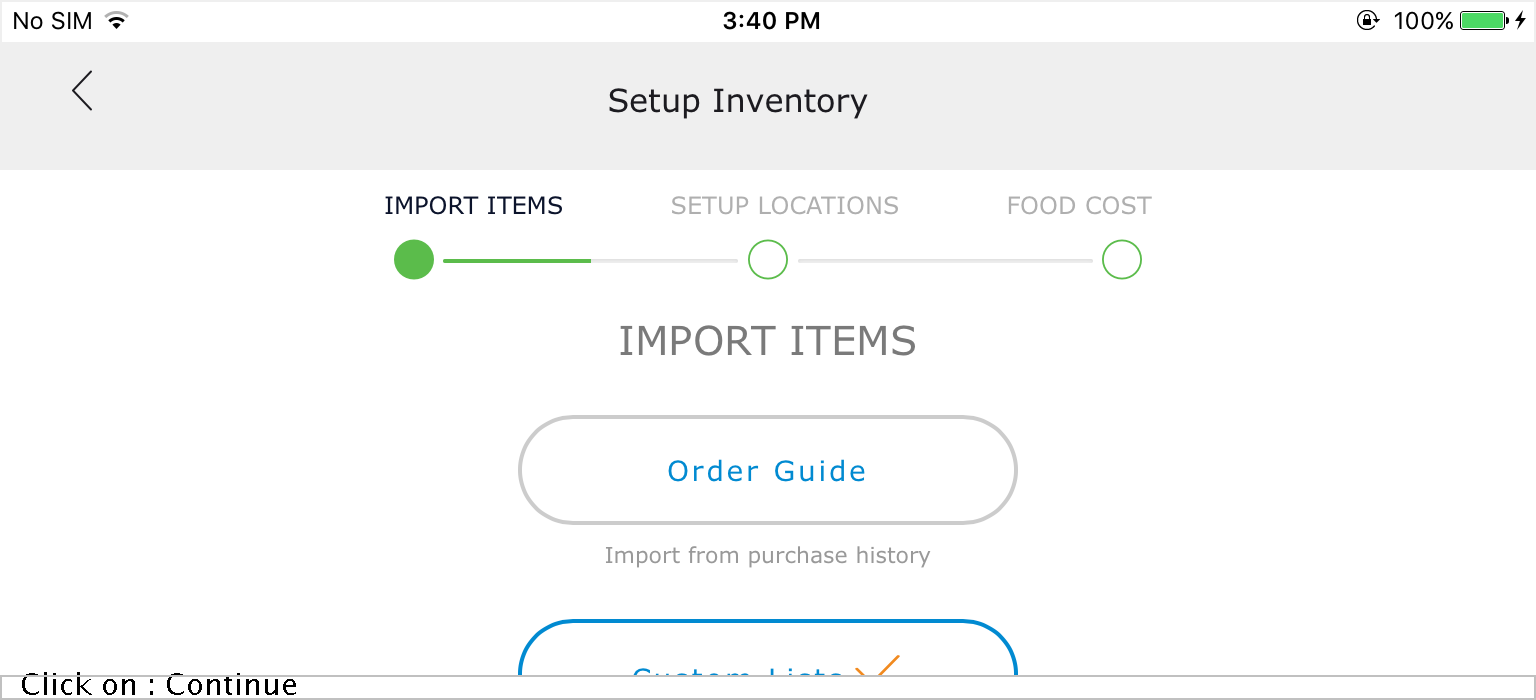 No SIM 3:40 PM 100%
Setup Inventory
IMPORT ITEMS SETUP LOCATIONS FOOD COST
IMPORT ITEMS
Order Guide
Import from purchase history
Custom Lists
Click on : Continue